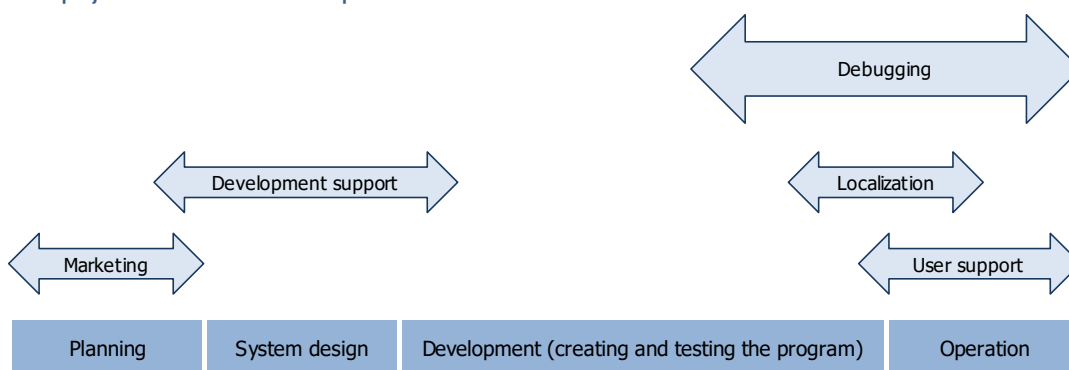 Debugging
Development support
Localization
Marketing
User support
Planning
System design
Development (creating and testing the program)
Operation